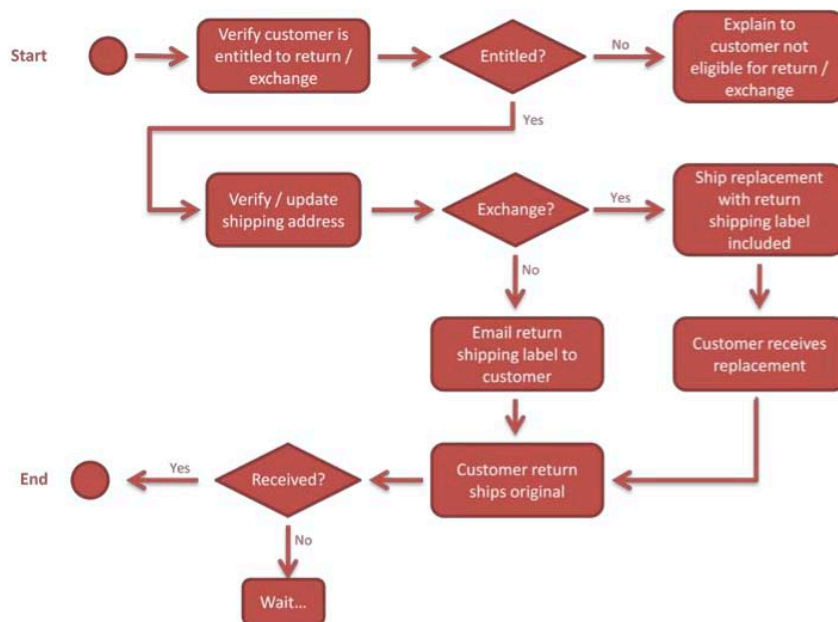 Start
Verify customer is
entitled to return /
exchange
Entitled?
No
Explain to
customer not
eligible for return /
exchange
Yes
Verify / update
shipping address
Exchange?
Yes
Ship replacement
with return
shipping label
included
No
Email return
shipping label to
customer
Customer receives
replacement
End
Yes
Received?
Customer return
ships original
No
Wait...